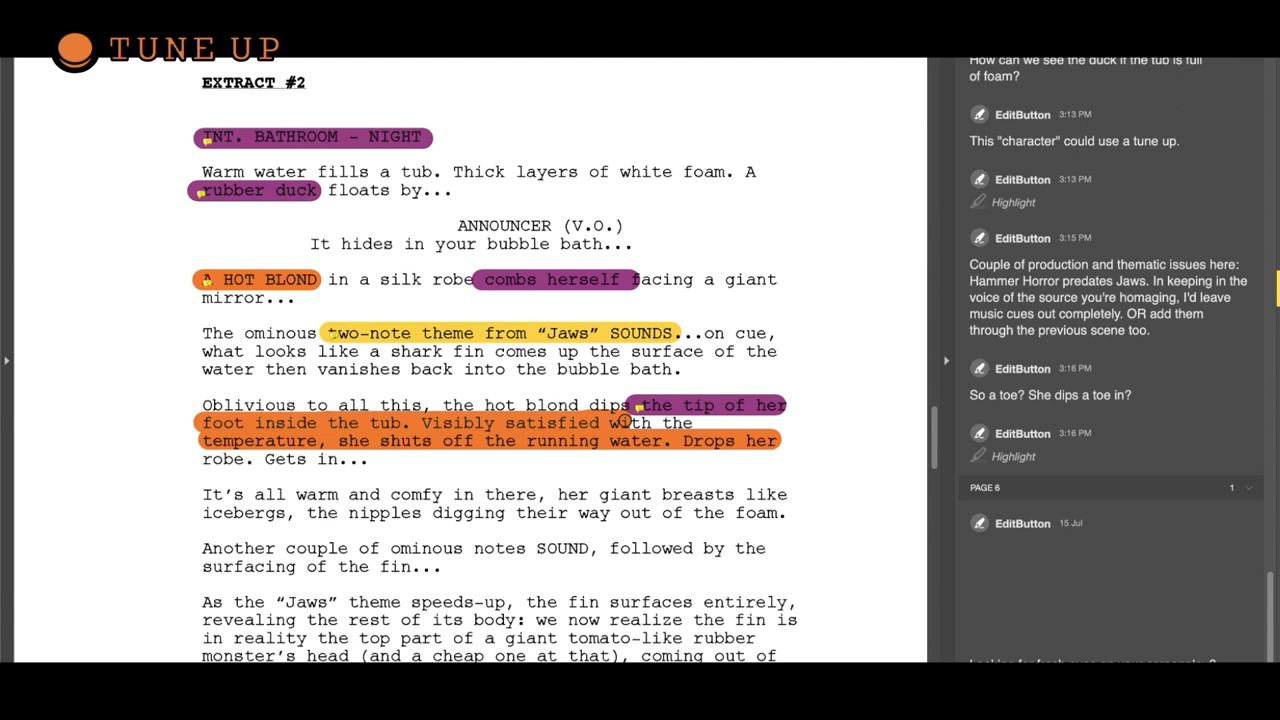 TUNE UP
EXTRACT #2
INT. BATHROOM - NIGHT
Warm water fills a tub. Thick layers of white foam. A
rubber duck floats by...
ANNOUNCER (V.O.)
It hides in your bubble bath...
A HOT BLOND in a silk robe combs herself facing a giant
mirror...
The ominous two-note theme from “Jaws” SOUNDS...on cue,
what looks like a shark fin comes up the surface of the
water then vanishes back into the bubble bath.
Oblivious to all this, the hot blond dips the tip of her
foot inside the tub. Visibly satisfied with the
temperature, she shuts off the running water. Drops her
robe. Gets in...
It's all warm and comfy in there, her giant breasts like
icebergs, the nipples digging their way out of the foam.
Another couple of ominous notes SOUND, followed by the
surfacing of the fin...
As the “Jaws” theme speeds-up, the fin surfaces entirely,
revealing the rest of its body: we now realize the fin is
in reality the top part of a giant tomato-like rubber
monster's head (and a cheap one at that), coming out of
How can we see the duck if the tub is full
of foam?
EditButton 3:13 PM
This "character" could use a tune up.
EditButton 3:13 PM
Highlight
EditButton 3:15 PM
Couple of production and thematic issues here:
Hammer Horror predates Jaws. In keeping in the
voice of the source you're homaging, I'd leave
music cues out completely. OR add them
through the previous scene too.
EditButton 3:16 PM
So a toe? She dips a toe in?
EditButton 3:16 PM
Highlight
PAGE 6 1
EditButton 15 Jul